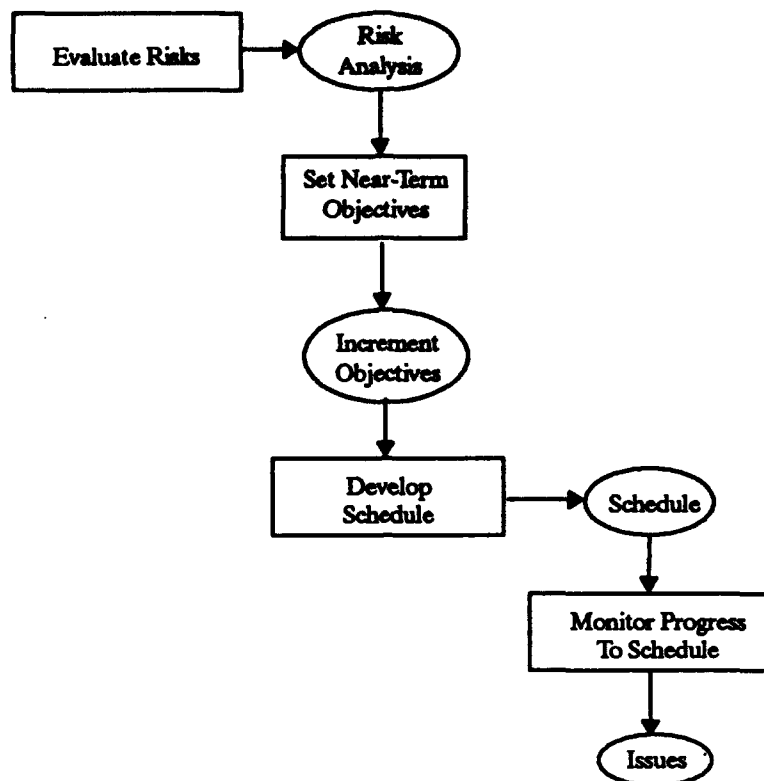 Evaluate Risks
Risk
Analysis
Set Near-Term
Objectives
Increment
Objectives
Develop
Schedule
Schedule
Monitor Progress
To Schedule
Issues